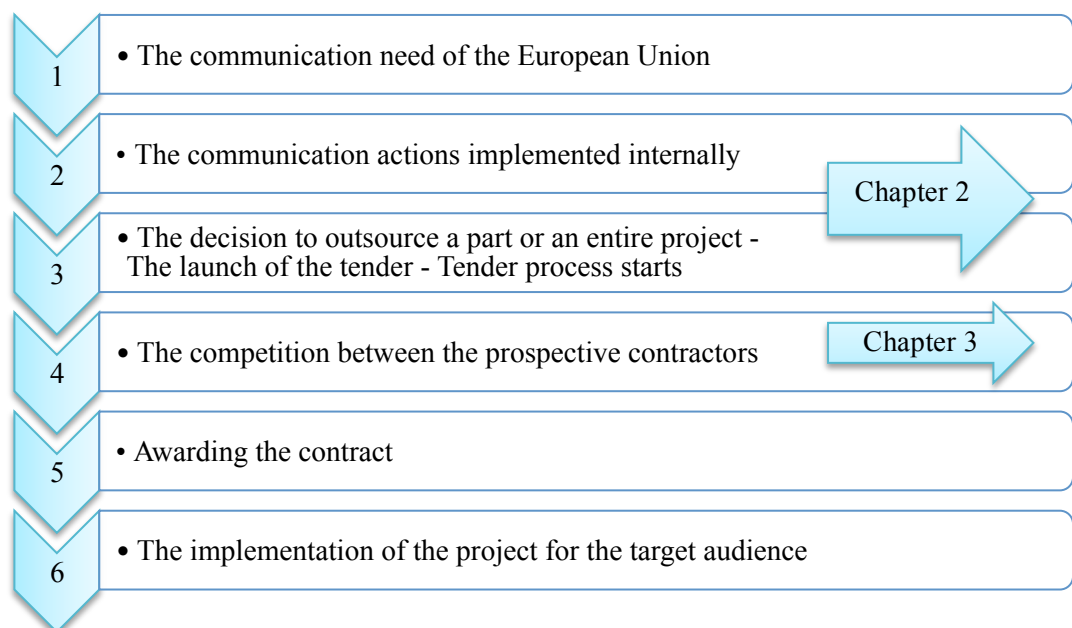 1
• The communication need of the European Union
2
• The communication actions implemented internally
Chapter 2
3
• The decision to outsource a part or an entire project -
The launch of the tender - Tender process starts
4
• The competition between the prospective contractors
Chapter 3
5
• Awarding the contract
6
• The implementation of the project for the target audience